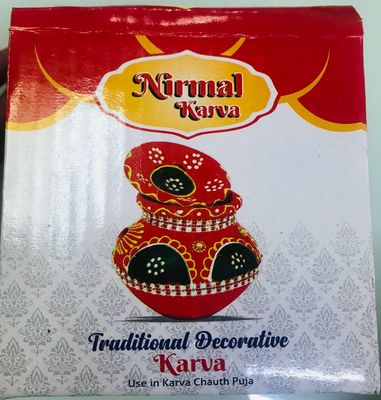 Nirmal
Karva
Traditional Decorative
Karva
Use in Karva Chauth Puja